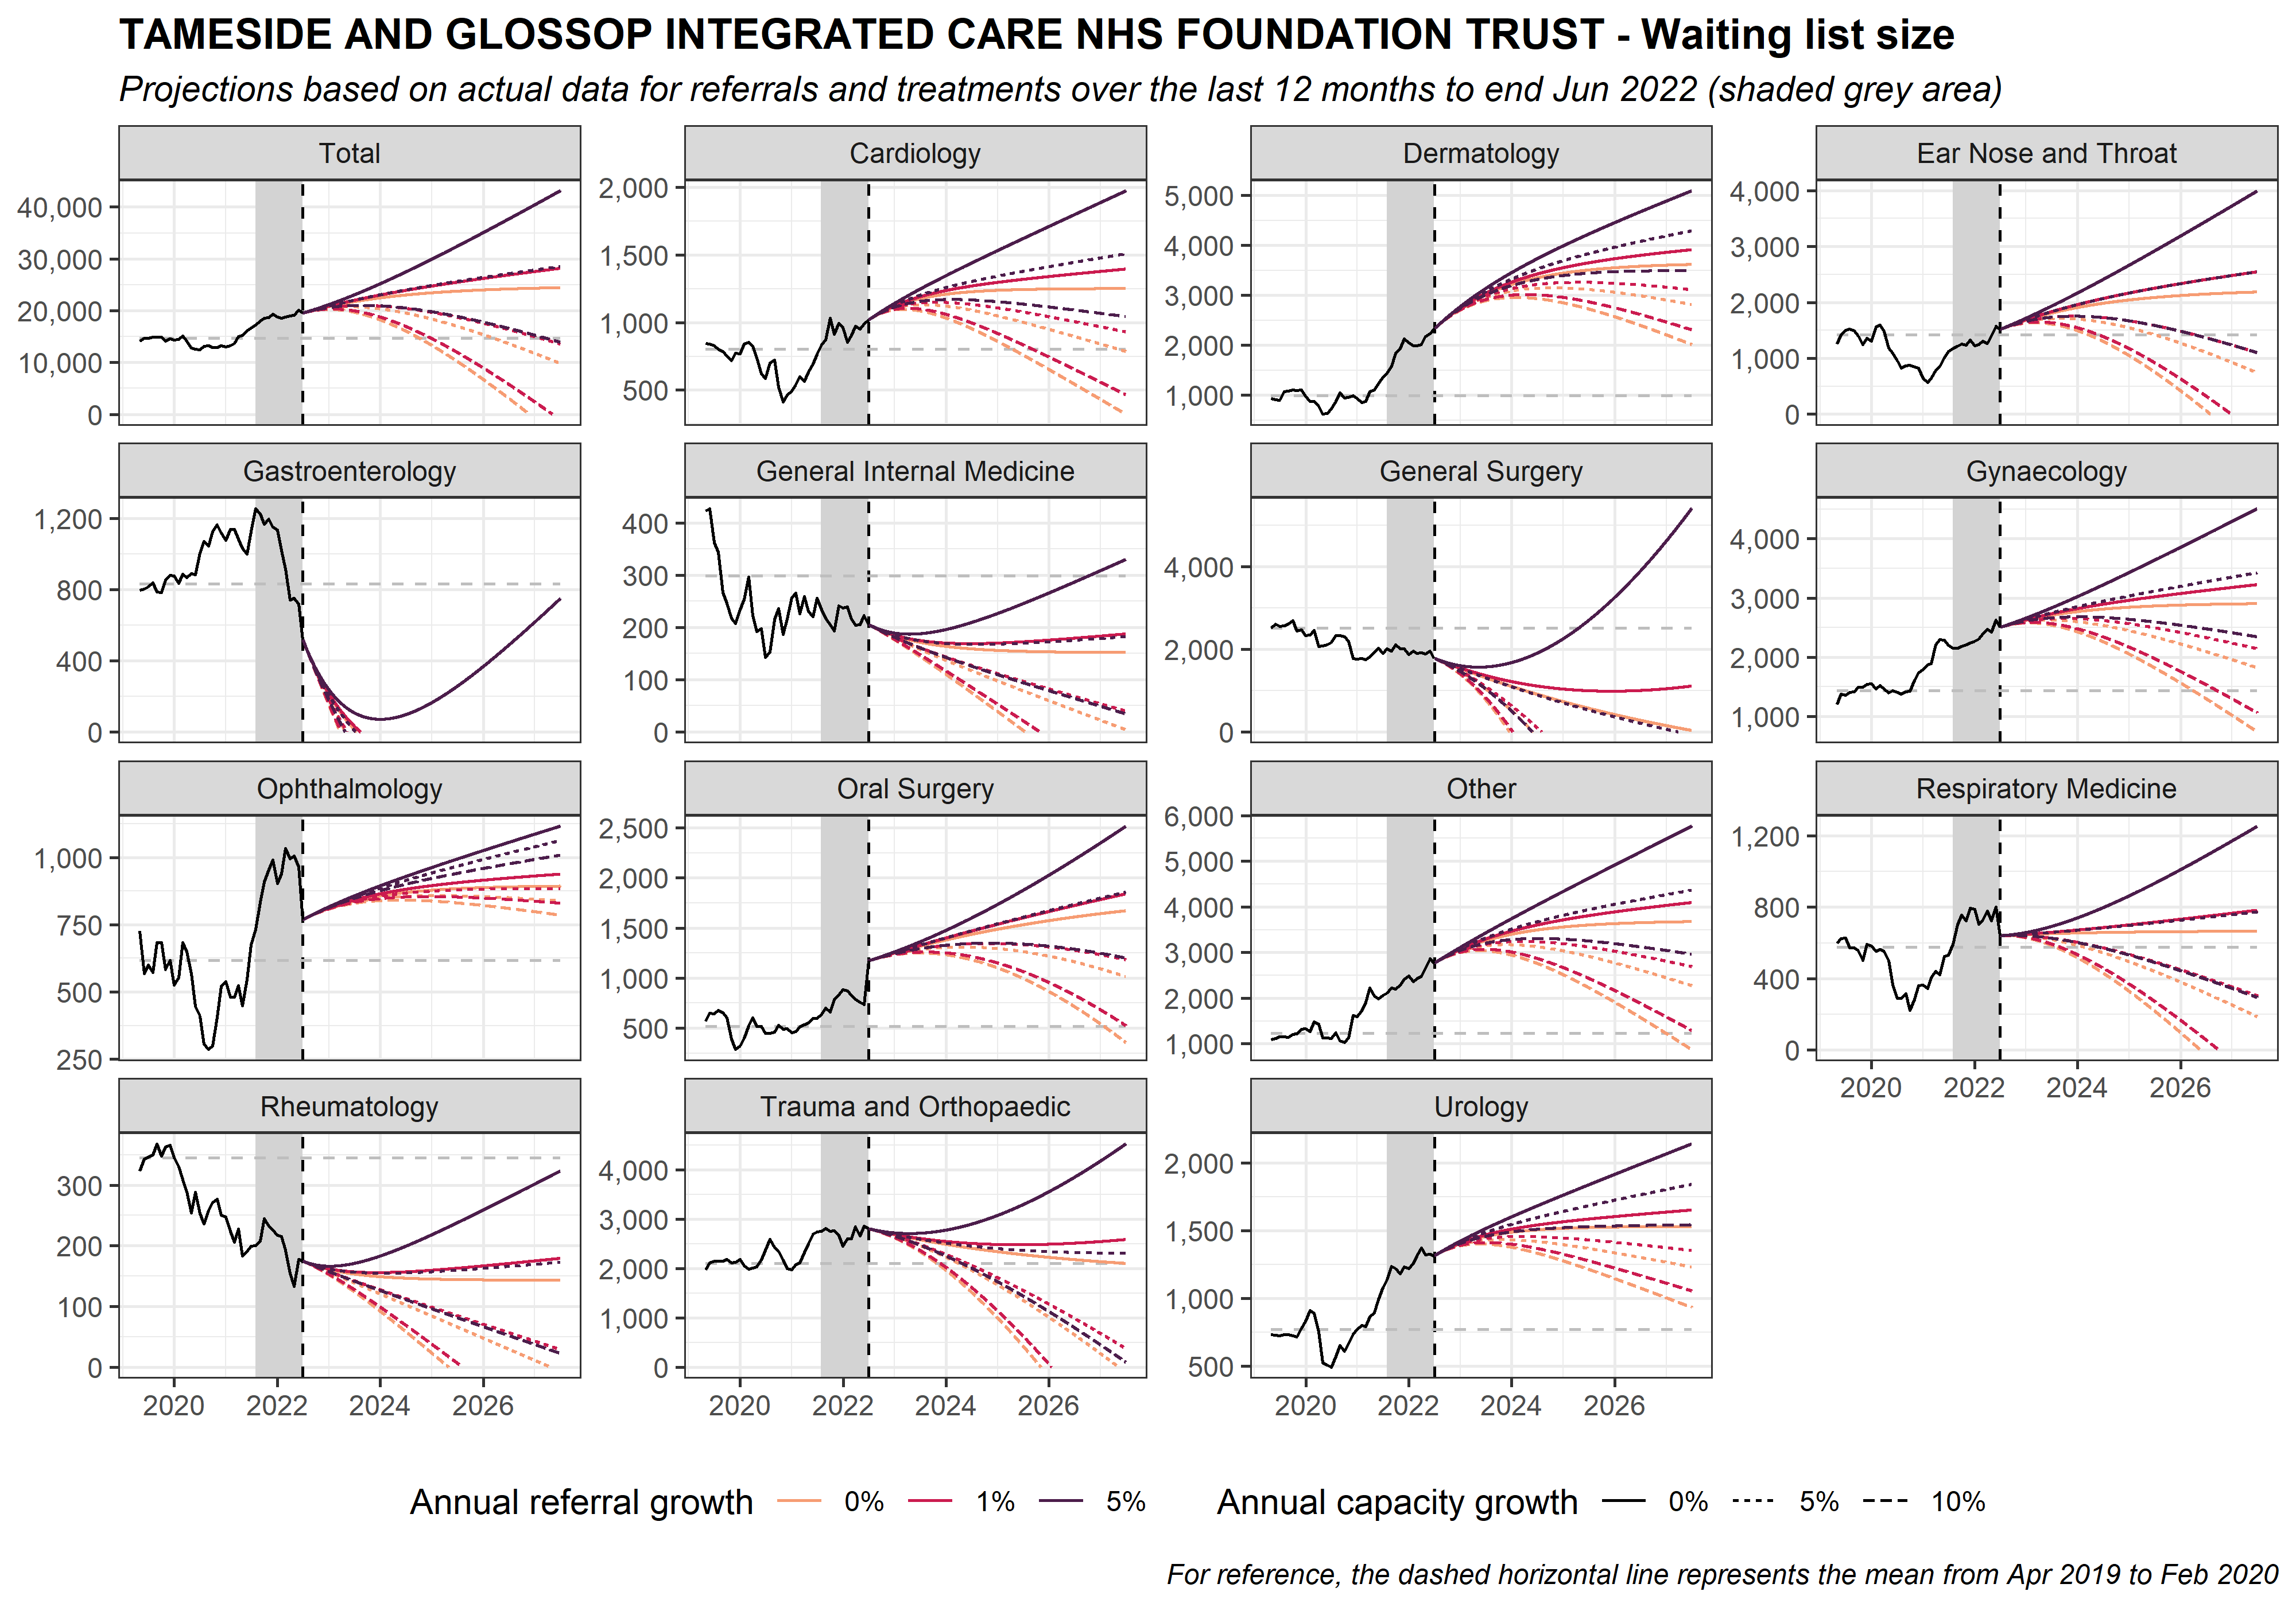 TAMESIDE AND GLOSSOP INTEGRATED CARE NHS FOUNDATION TRUST - Waiting list size
Projections based on actual data for referrals and treatments over the last 12 months to end Jun 2022 (shaded grey area)
Total
40,000
30,000
20,000
10,000
0
Cardiology
2,000
1,500
1,000
500
Dermatology
5,000
4,000
3,000
2,000
1,000
Ear Nose and Throat
4,000
3,000
2,000
1,000
0
Gastroenterology
1,200
800
400
0
General Internal Medicine
400
300
200
100
0
General Surgery
4,000
2,000
0
Gynaecology
4,000
3,000
2,000
1,000
Ophthalmology
1,000
750
500
250
Oral Surgery
2,500
2,000
1,500
1,000
500
Other
6,000
5,000
4,000
3,000
2,000
1,000
Respiratory Medicine
1,200
800
400
0
2020 2022 2024 2026
Rheumatology
300
200
100
0
2020 2022 2024 2026
Trauma and Orthopaedic
4,000
3,000
2,000
1,000
0
2020 2022 2024 2026
Urology
2,000
1,500
1,000
500
2020 2022 2024 2026
Annual referral growth 0% 1% 5% Annual capacity growth 0% 5% 10%
For reference, the dashed horizontal line represents the mean from Apr 2019 to Feb 2020